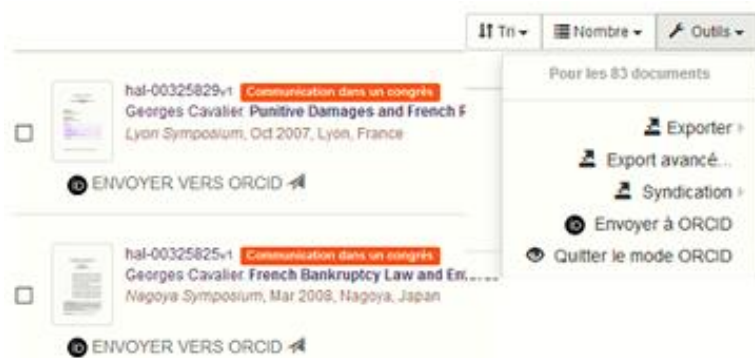 Tri
Nombre
Outils
Pour les 83 documents
Exporter
Export avancé...
Syndication
Envoyer à ORCID
Quitter le mode ORCID
hal-00325829v1 Communication dans un congrès
Georges Cavalier. Punitive Damages and French
Lyon Symposium, Oct 2007, Lyon, France
iD ENVOYER VERS ORCID
hal-00325825v1 Communication dans un congrès
Georges Cavalier. French Bankruptcy Law and
Nagoya Symposium, Mar 2008, Nagoya, Japan
iD ENVOYER VERS ORCID